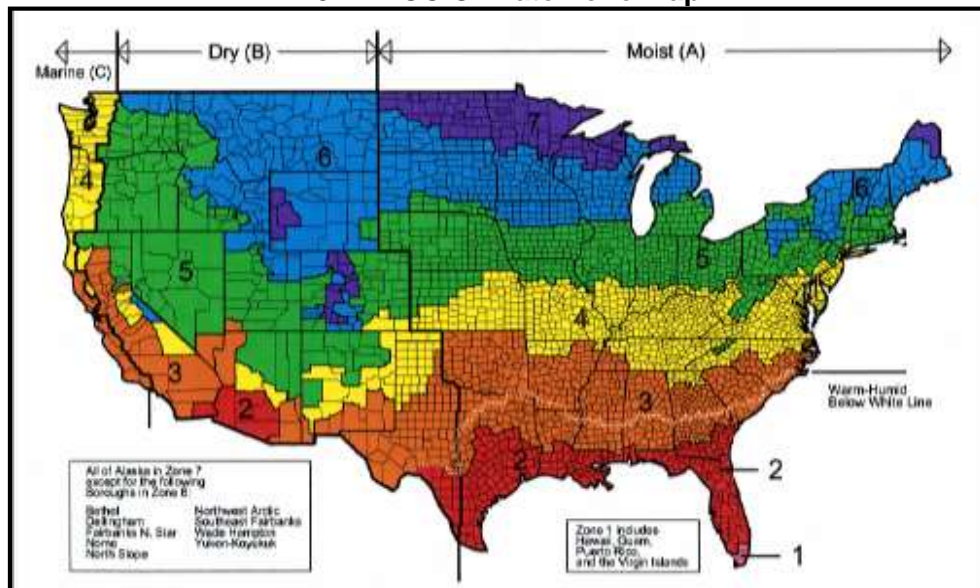 Dry (B)
Moist (A)
Marine (C)
7
6
6
4
5
5
4
3
3
2
2
Warm-Humid
Below White Line
2
1
All of Alaska in Zone 7
except for the following
Boroughs in Zone 8:
Bethel
Northwest Arctic
Dellingham
Southeast Fairbanks
Fairbanks N. Star
Wade Hampton
Nome
Yukon-Koyukuk
North Slope
Zone 1 includes
Hawaii, Guam,
Puerto Rico,
and the Virgin Islands